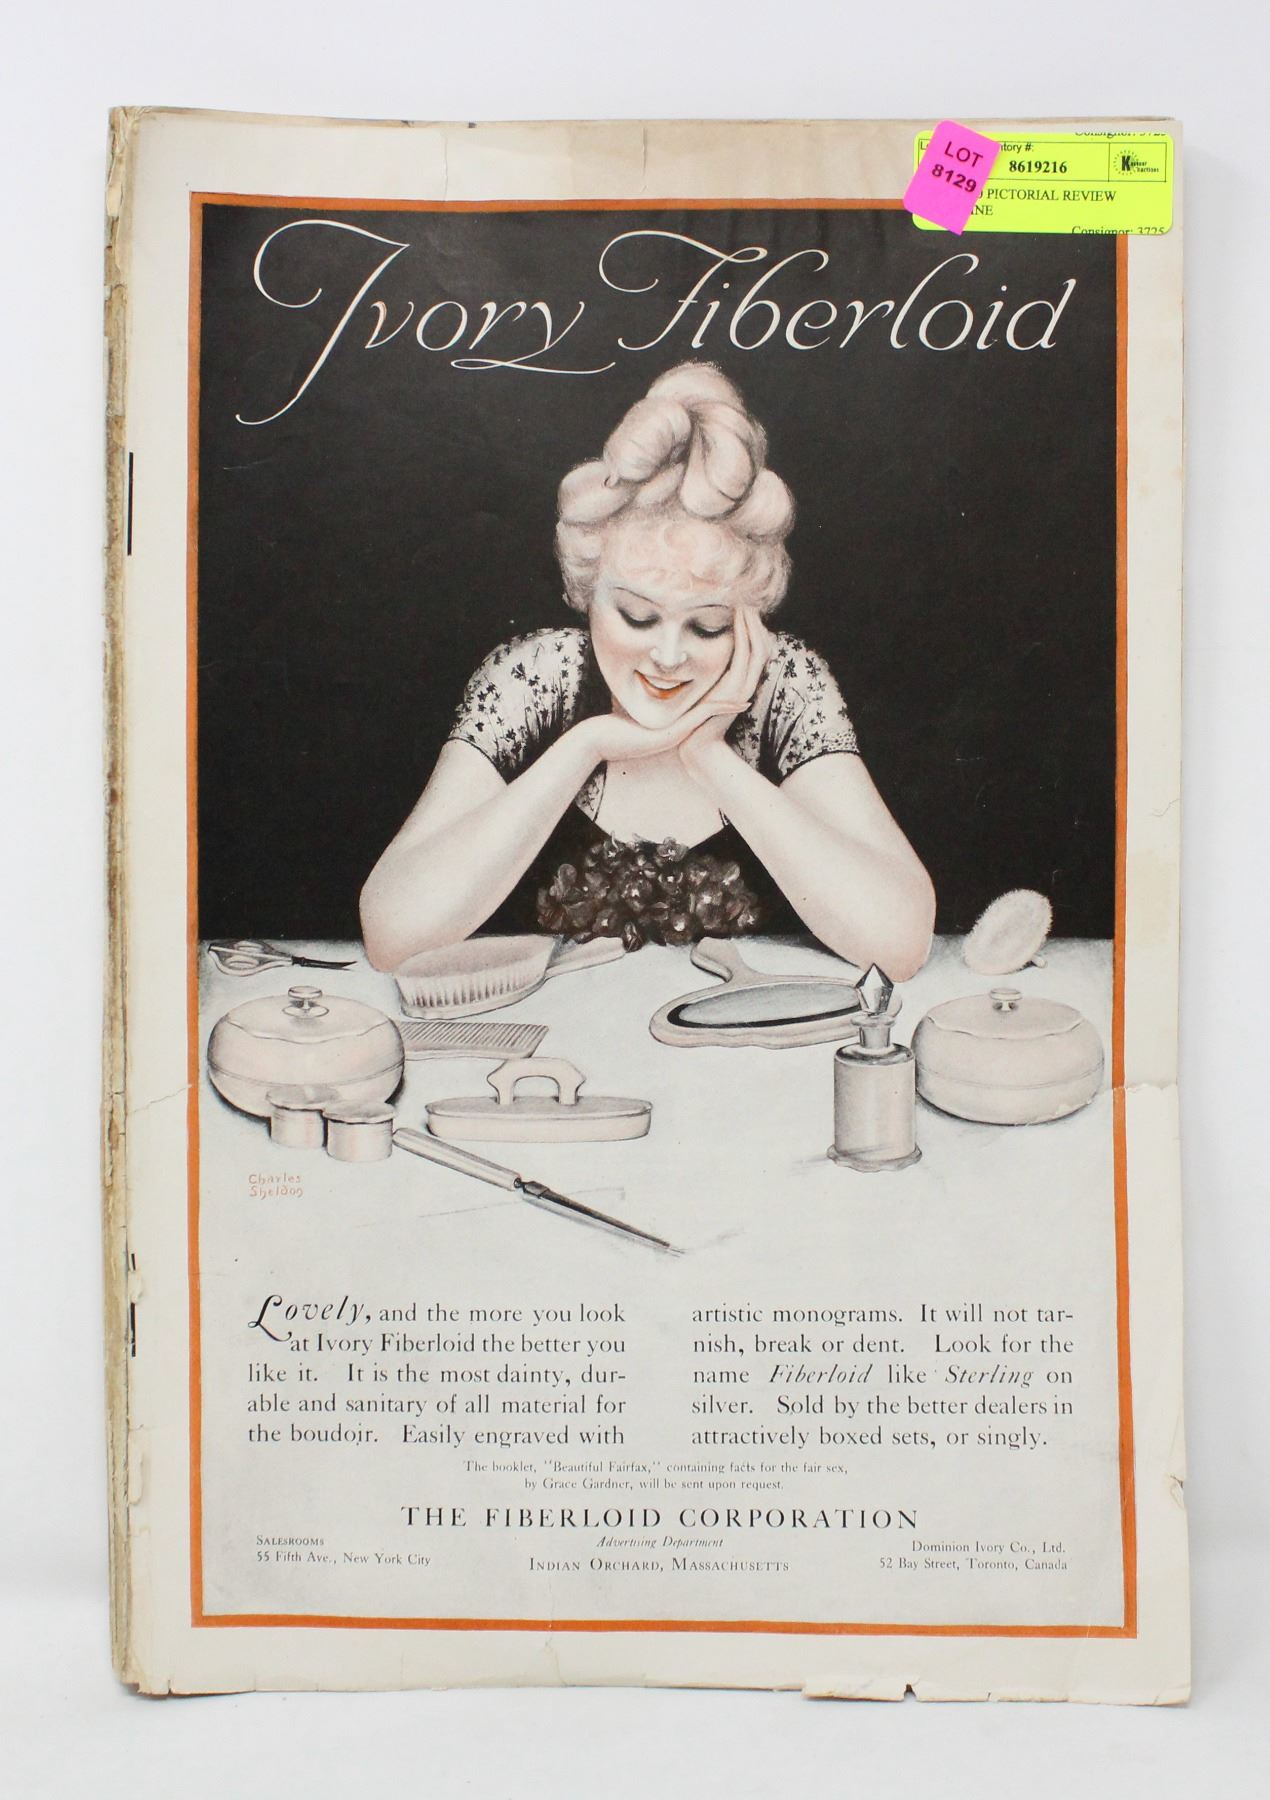 Consignor: 3725
LOT
8129
ntory #:
8619216
PICTORIAL REVIEW
INE
Consignor: 3725
Ivory Fiberloid
Charles
Sheldon
Lovely, and the more you look
at Ivory Fiberloid the better you
like it. It is the most dainty, dur-
able and sanitary of all material for
the boudoir. Easily engraved with
artistic monograms. It will not tar-
nish, break or dent. Look for the
name Fiberloid like Sterling on
silver. Sold by the better dealers in
attractively boxed sets, or singly.
The booklet, "Beautiful Fairfax," containing facts for the fair sex,
by Grace Gardner, will be sent upon request.
THE FIBERLOID CORPORATION
SALESROOMS
55 Fifth Ave., New York City
Advertising Department
INDIAN ORCHARD, MASSACHUSETTS
Dominion Ivory Co., Ltd.
52 Bay Street, Toronto, Canada